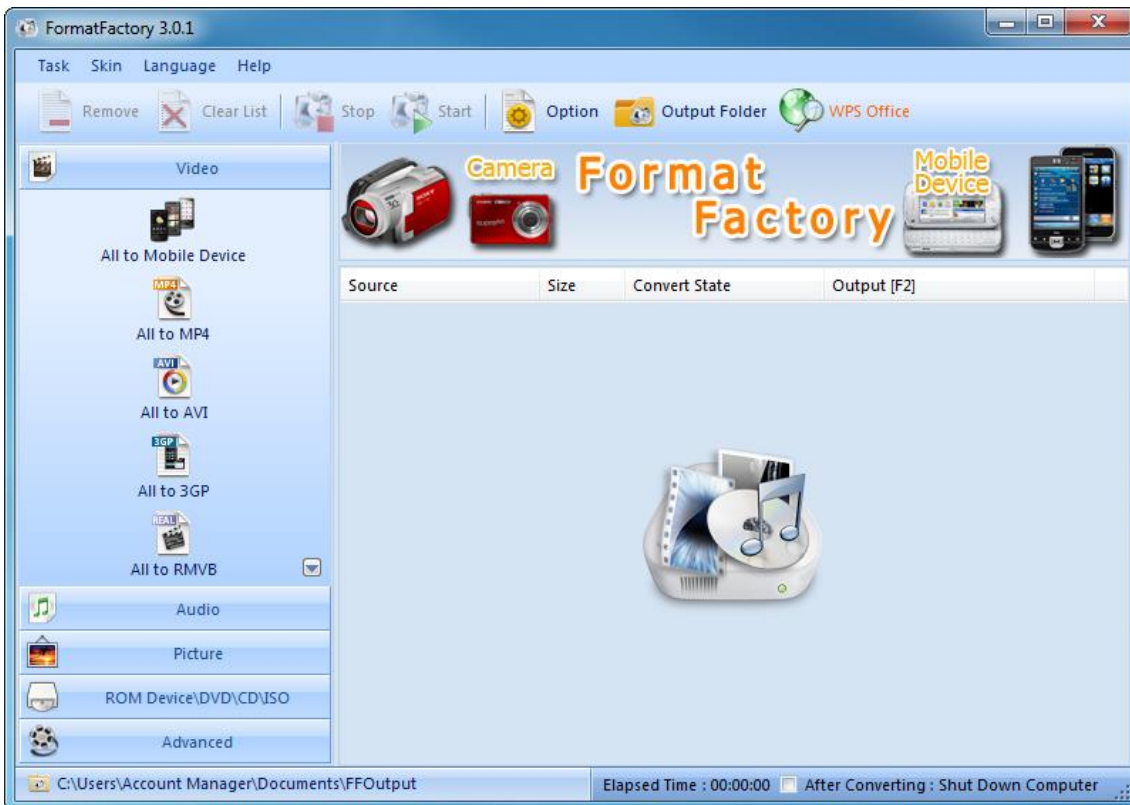 FormatFactory 3.0.1
Task Skin Language Help
Remove Clear List Stop Start Option Output Folder WPS Office
Video
All to Mobile Device
MP4
All to MP4
AVI
All to AVI
3GP
All to 3GP
REAL
All to RMVB
Audio
Picture
ROM Device\DVD\CD\ISO
Advanced
Camera
Format
Factory
Mobile
Device
SONY
Source Size Convert State Output [F2]
C:\Users\Account Manager\Documents\FFOutput
Elapsed Time : 00:00:00 After Converting : Shut Down Computer